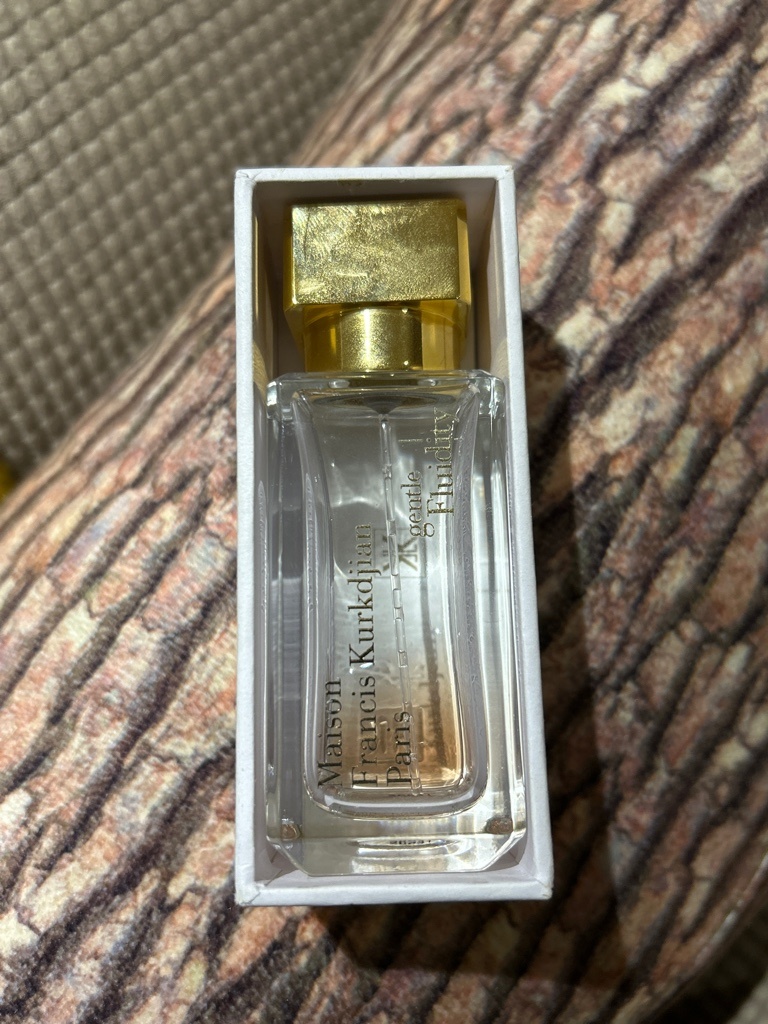 Maison
Francis Kurkdjian
Paris
gentle
Fluidity